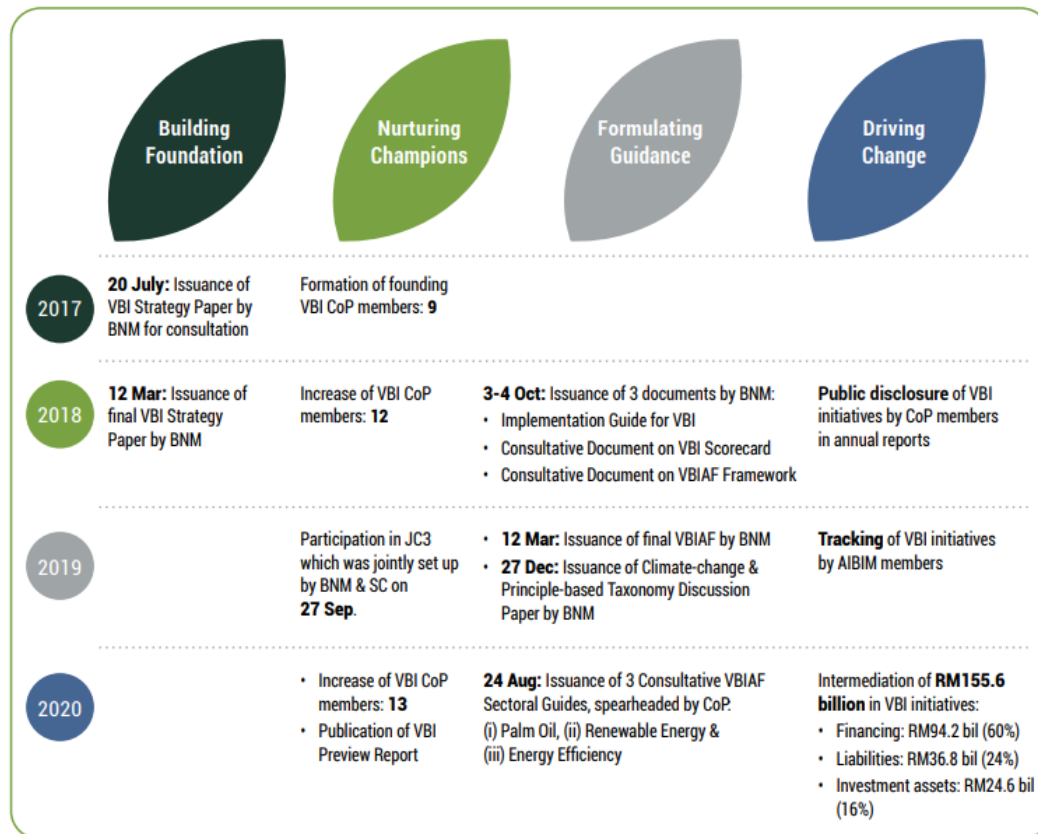 Building
Foundation
Nurturing
Champions
Formulating
Guidance
Driving
Change
2017
20 July: Issuance of
VBI Strategy Paper by
BNM for consultation
Formation of founding
VBI CoP members: 9
2018
12 Mar: Issuance of
final VBI Strategy
Paper by BNM
Increase of VBI CoP
members: 12
3-4 Oct: Issuance of 3 documents by BNM:
• Implementation Guide for VBI
• Consultative Document on VBI Scorecard
• Consultative Document on VBIAF Framework
Public disclosure of VBI
initiatives by CoP members
in annual reports
2019
Participation in JC3
which was jointly set up
by BNM & SC on
27 Sep.
• 12 Mar: Issuance of final VBIAF by BNM
• 27 Dec: Issuance of Climate-change &
Principle-based Taxonomy Discussion
Paper by BNM
Tracking of VBI initiatives
by AIBIM members
2020
• Increase of VBI CoP
members: 13
• Publication of VBI
Preview Report
24 Aug: Issuance of 3 Consultative VBIAF
Sectoral Guides, spearheaded by CoP.
(i) Palm Oil, (ii) Renewable Energy &
(iii) Energy Efficiency
Intermediation of RM155.6
billion in VBI initiatives:
• Financing: RM94.2 bil (60%)
• Liabilities: RM36.8 bil (24%)
• Investment assets: RM24.6 bil
(16%)